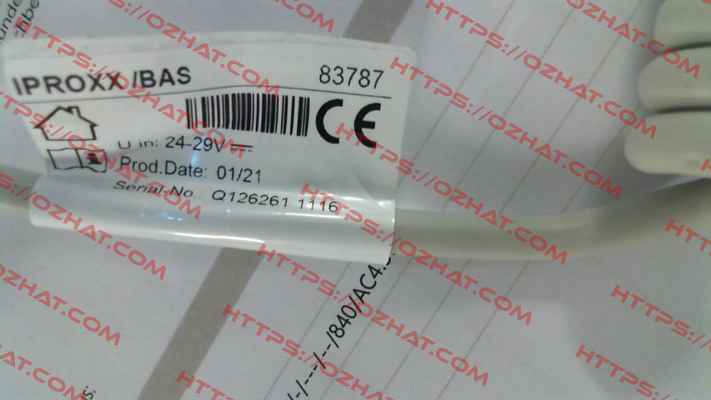 IPROXX /BAS 83787
CE
U in: 24-29V
Prod.Date: 01/21
Serial-No.. Q126261 1116
/-/---/--/840/AC4.
HTTPS://OZHAT.COM